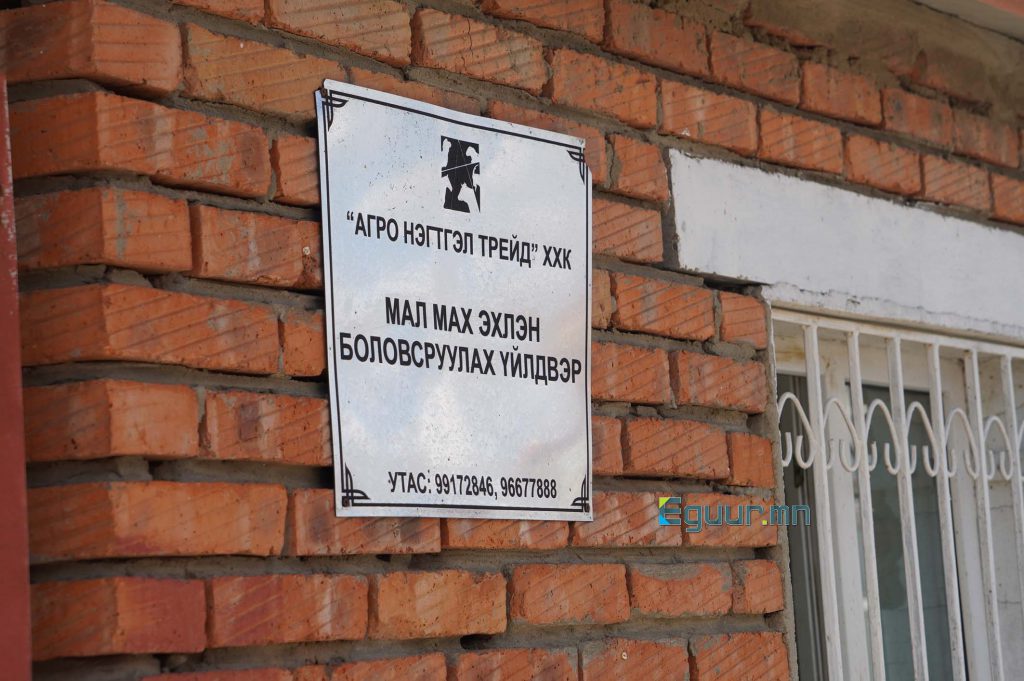 "АГРО НЭГТГЭЛ ТРЕЙД" ХХК
МАЛ МАХ ЭХЛЭН
БОЛОВСРУУЛАХ ҮЙЛДВЭР
УТАС: 99172846, 96677888
Eguur.mn